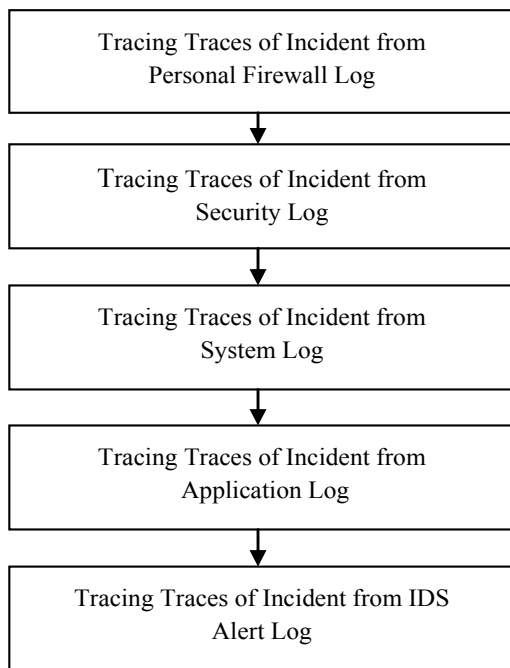 Tracing Traces of Incident from
Personal Firewall Log
Tracing Traces of Incident from
Security Log
Tracing Traces of Incident from
System Log
Tracing Traces of Incident from
Application Log
Tracing Traces of Incident from IDS
Alert Log